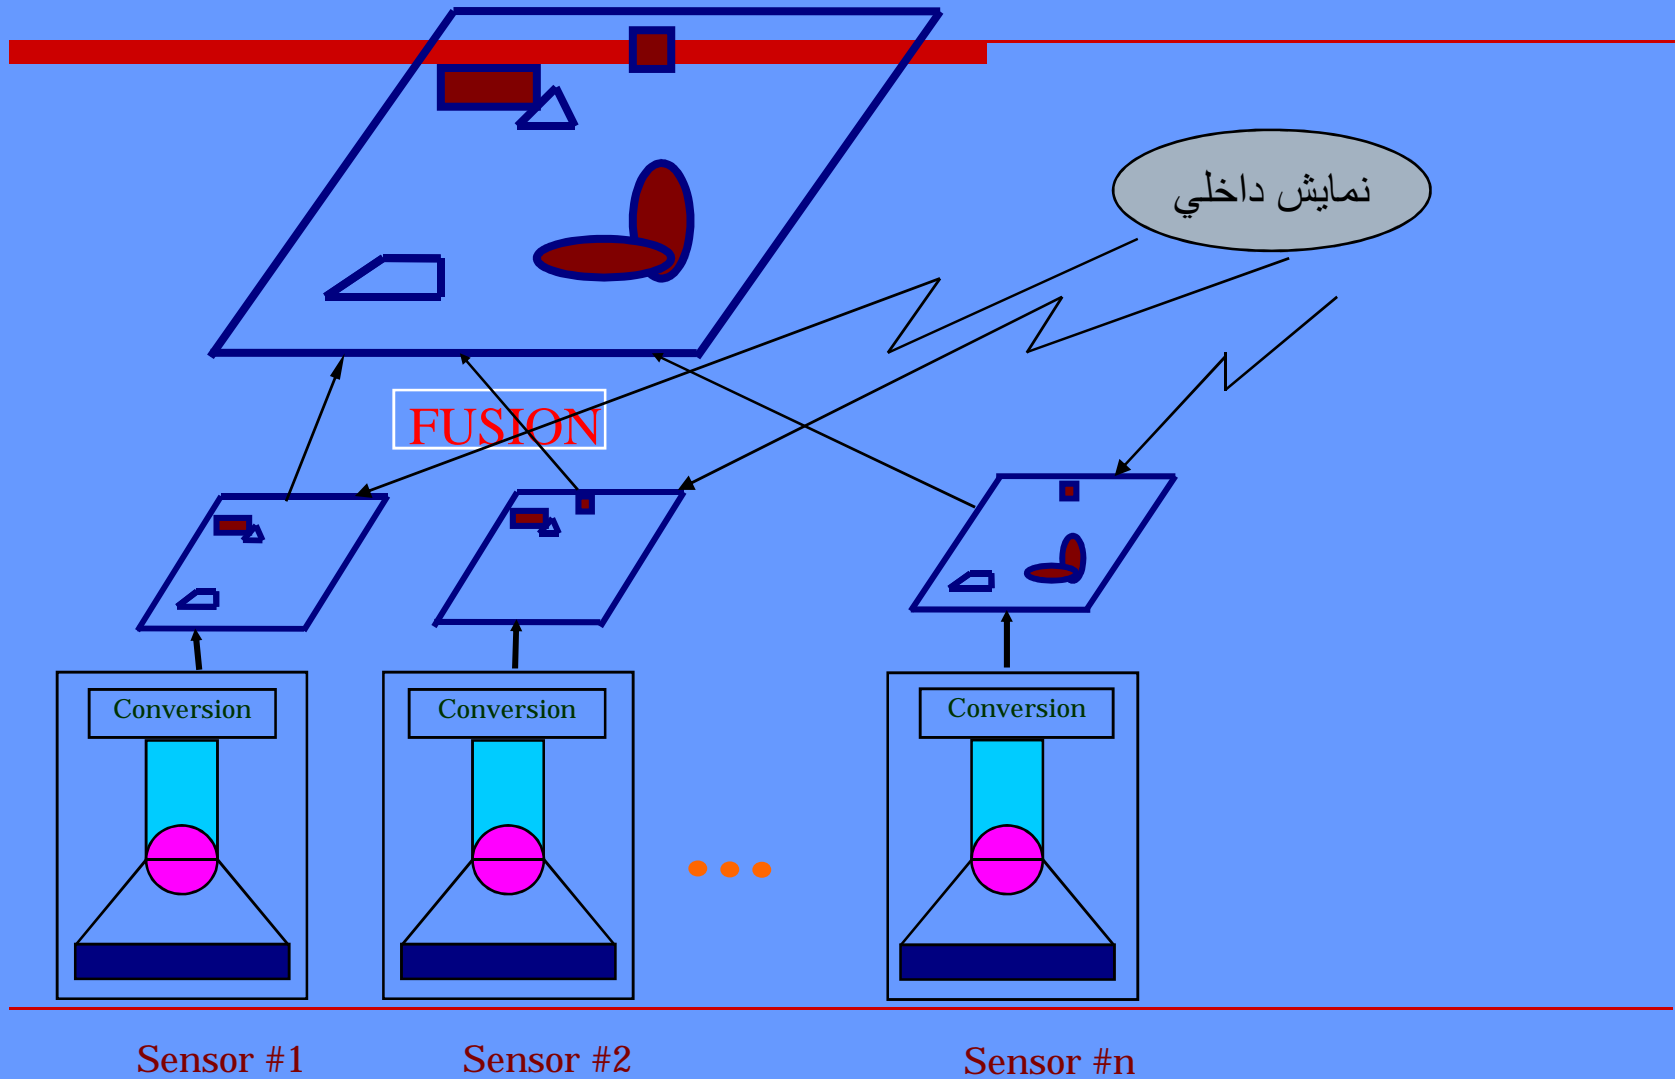 نمايش داخلي
FUSION
Conversion
Conversion
Conversion
Sensor #1
Sensor #2
Sensor #n